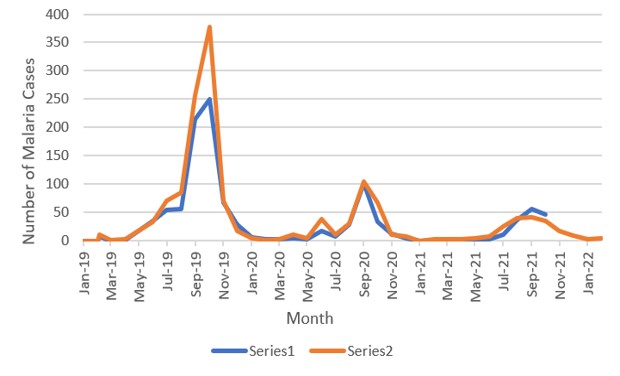 400
350
300
250
200
150
100
50
0
Number of Malaria Cases
Jan-19
Mar-19
May-19
Jul-19
Sep-19
Nov-19
Jan-20
Mar-20
May-20
Jul-20
Sep-20
Nov-20
Jan-21
Mar-21
May-21
Jul-21
Sep-21
Nov-21
Jan-22
Month
Series1 Series2